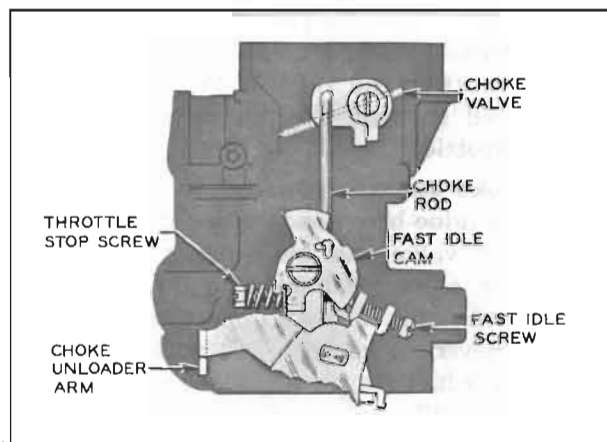 CHOKE
VALVE
CHOKE
ROD
THROTTLE
STOP SCREW
FAST IDLE
CAM
FAST IDLE
SCREW
CHOKE
UNLOADER
ARM